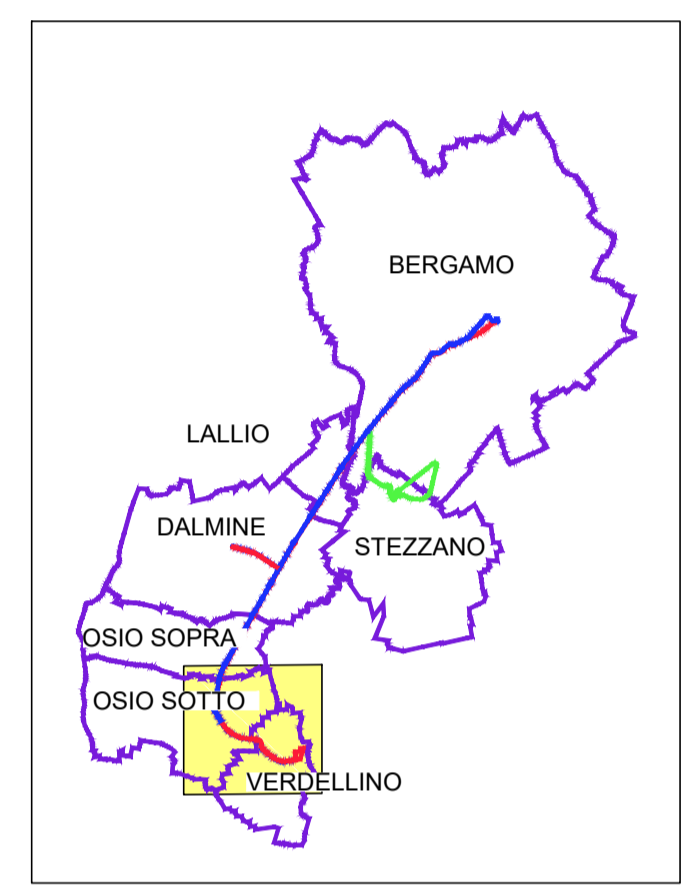 BERGAMO
LALLIO
DALMINE
STEZZANO
OSIO SOPRA
OSIO SOTTO
VERDELLINO